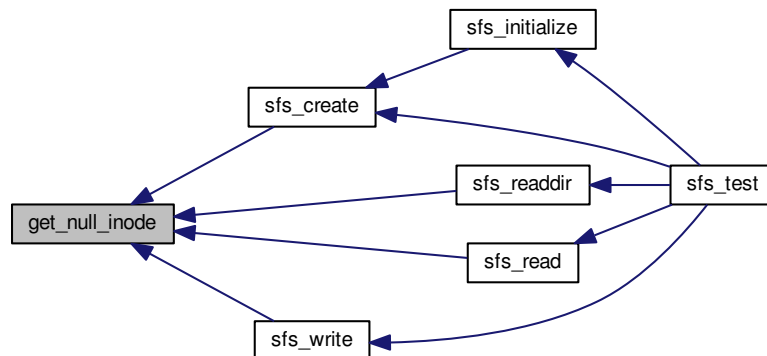 sfs_initialize
sfs_create
sfs_readdir
sfs_test
get_null_inode
sfs_read
sfs_write